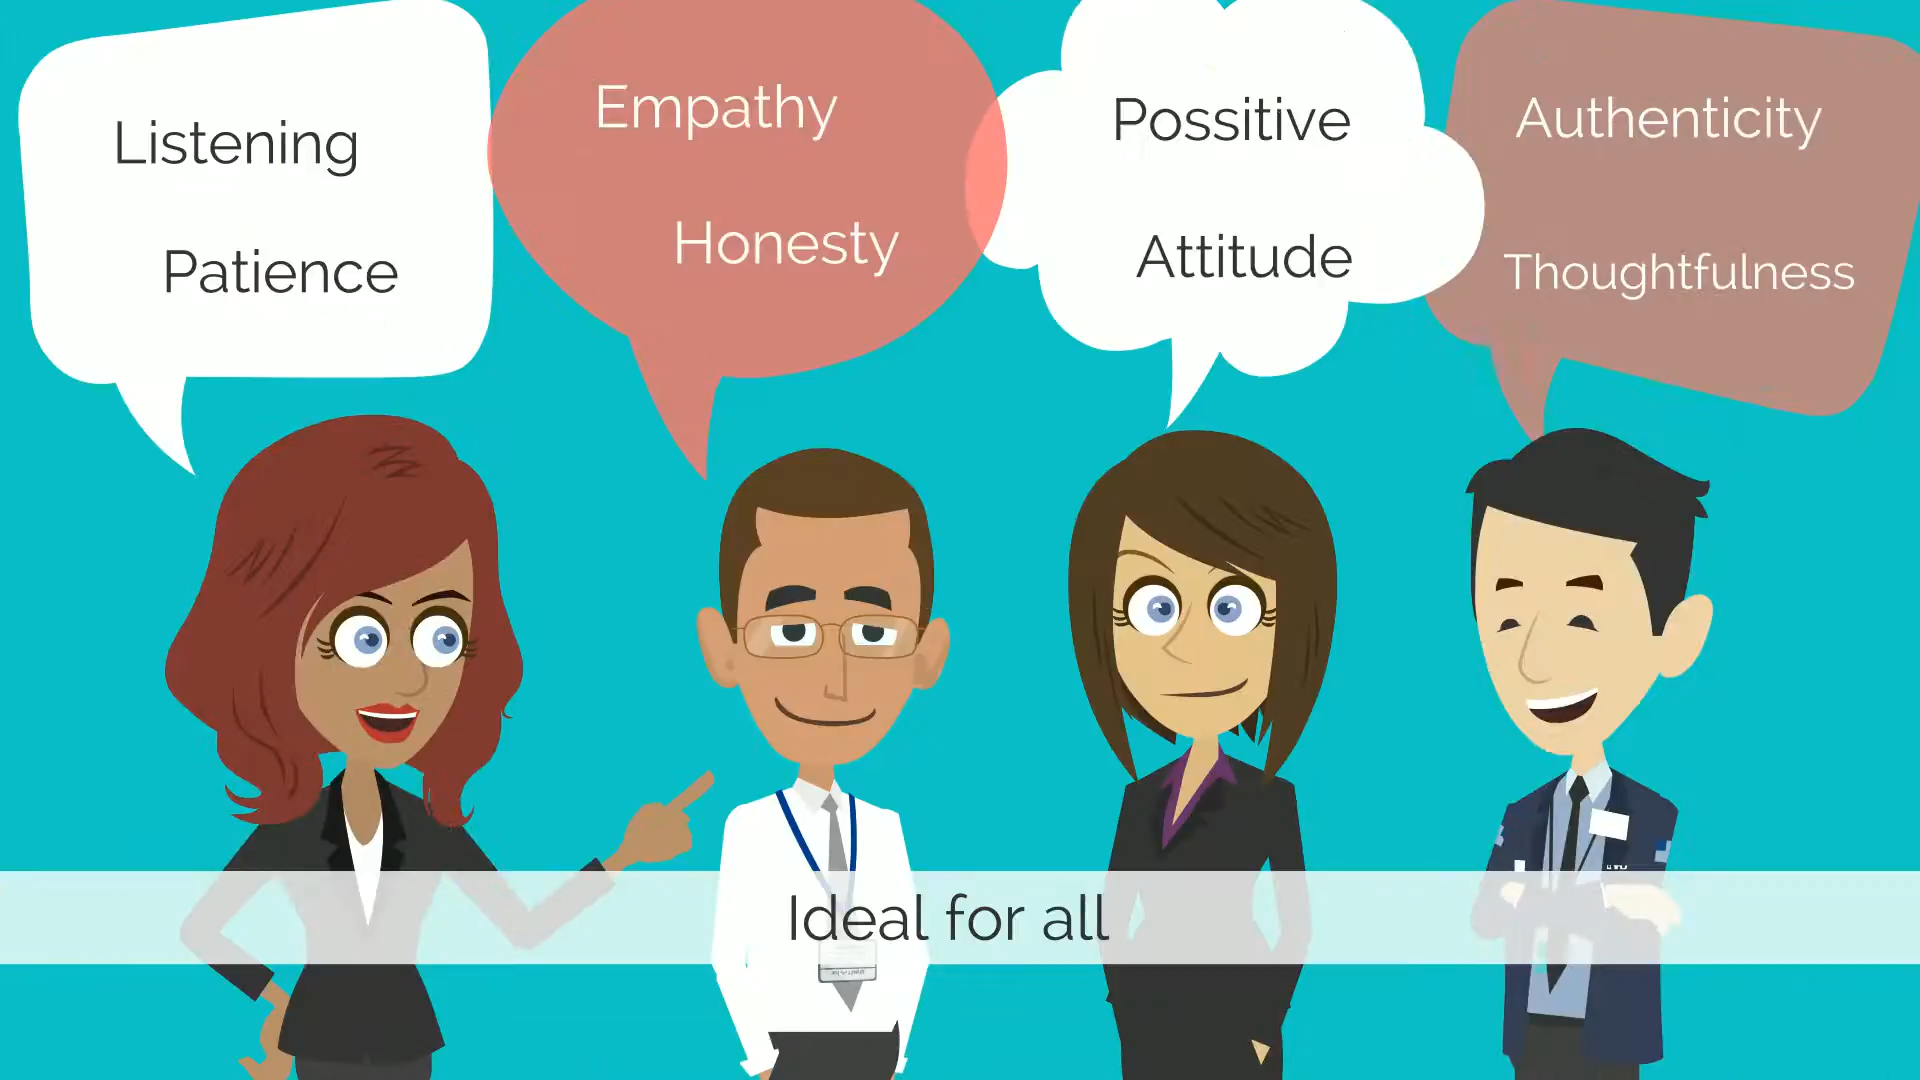 Listening
Patience
Empathy
Honesty
Possitive
Attitude
Authenticity
Thoughtfulness
Ideal for all